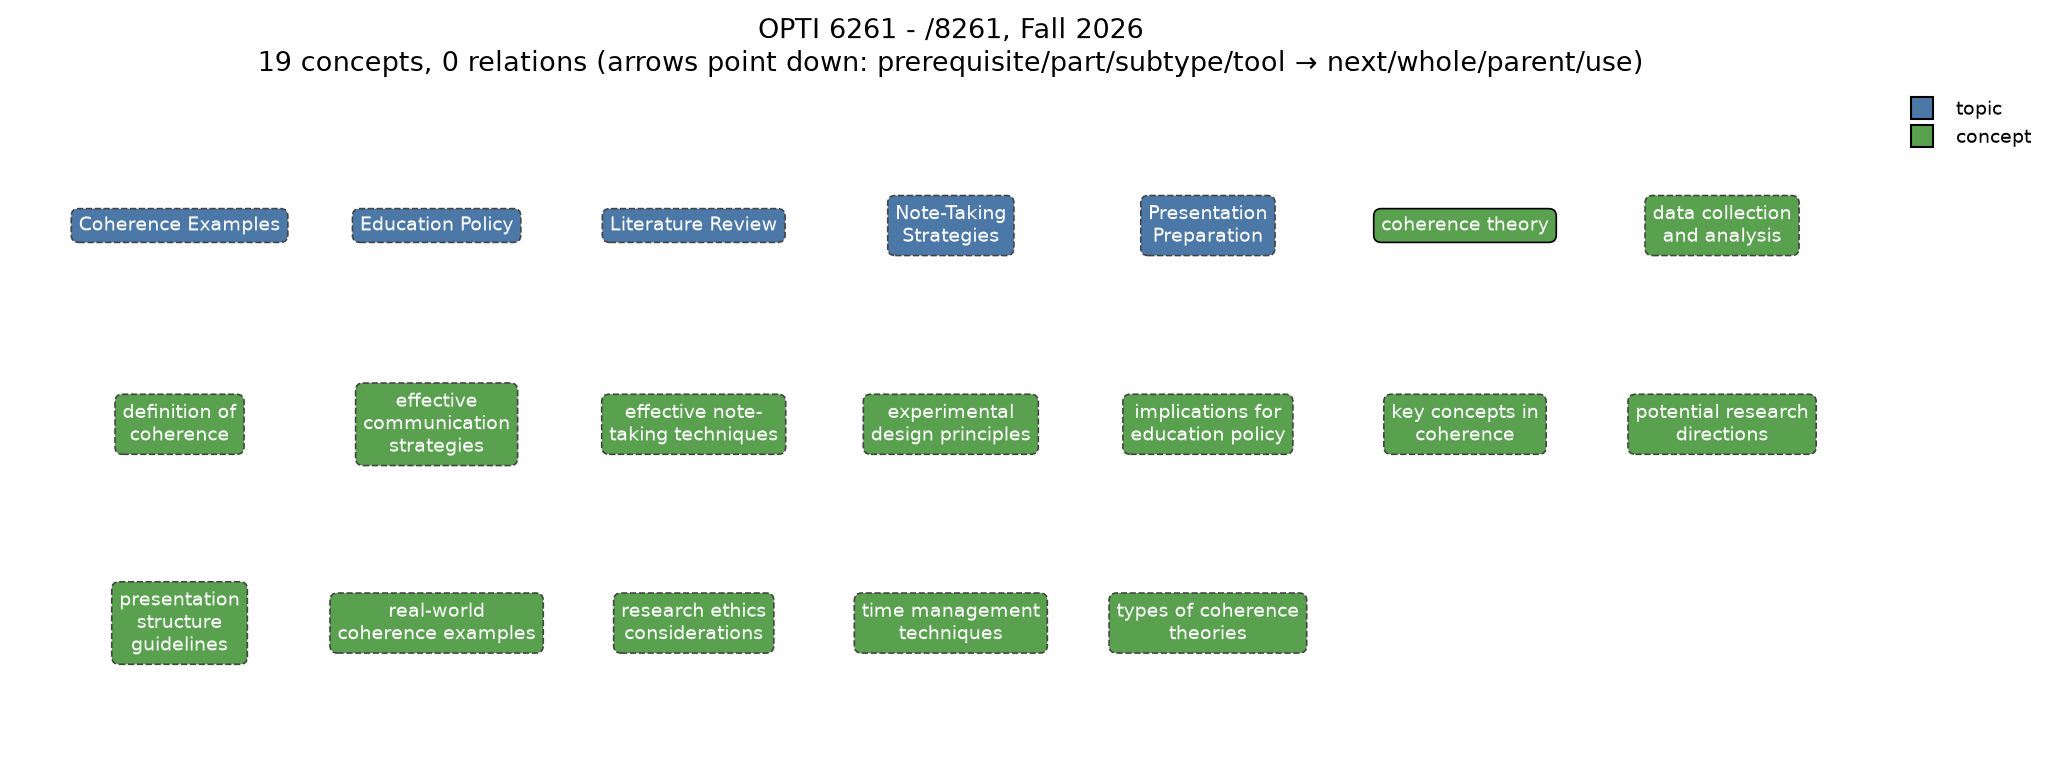 OPTI 6261 - /8261, Fall 2026
19 concepts, 0 relations (arrows point down: prerequisite/part/subtype/tool → next/whole/parent/use)
topic
concept
Coherence Examples
Education Policy
Literature Review
Note-Taking
Strategies
Presentation
Preparation
coherence theory
data collection
and analysis
definition of
coherence
effective
communication
strategies
effective note-
taking techniques
experimental
design principles
implications for
education policy
key concepts in
coherence
potential research
directions
presentation
structure
guidelines
real-world
coherence examples
research ethics
considerations
time management
techniques
types of coherence
theories